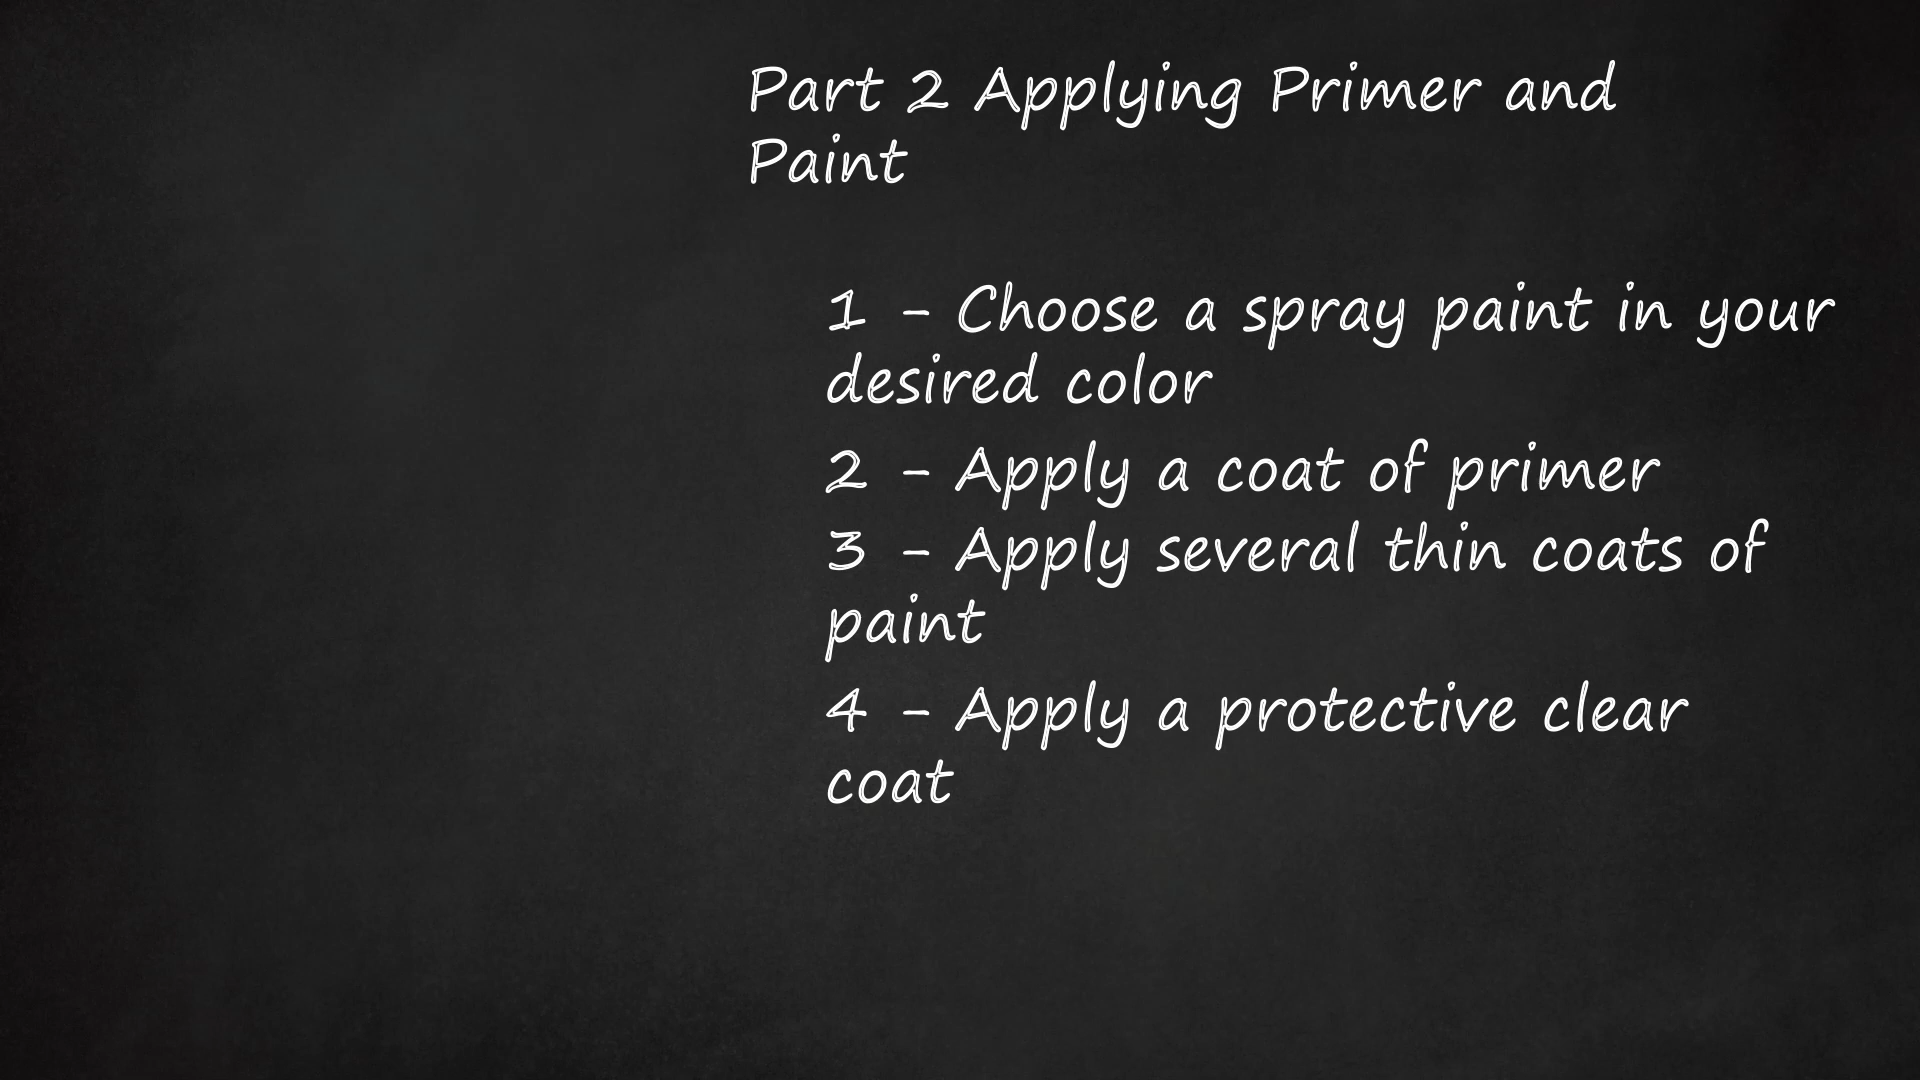 Part 2 Applying Primer and
Paint
1 - Choose a spray paint in your
desired color
2 - Apply a coat of primer
3 - Apply several thin coats of
paint
4 - Apply a protective clear
coat